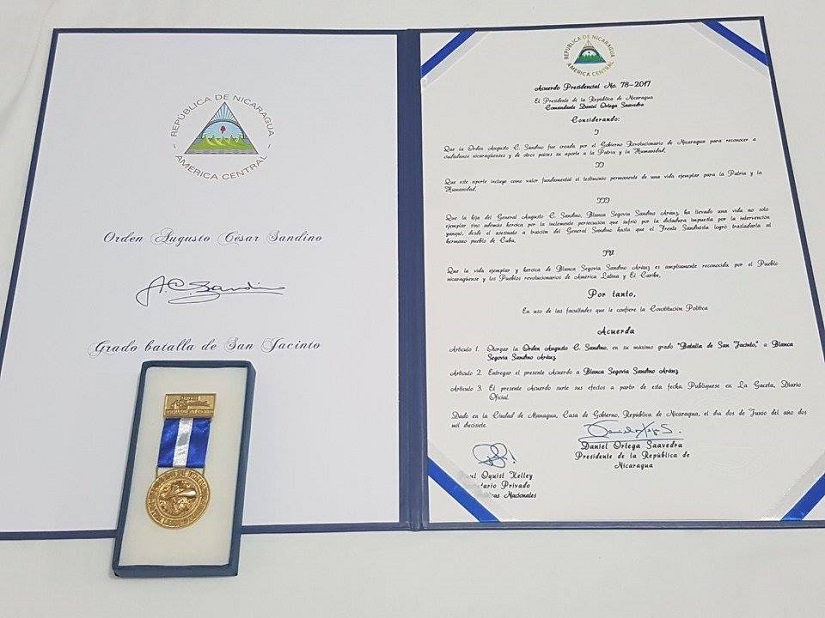 REPÚBLICA DE NICARAGUA
AMERICA CENTRAL
Orden Augusto César Sandino
A.C. Sandino
Grado batalla de San Jacinto
REPÚBLICA DE NICARAGUA
AMERICA CENTRAL
Acuerdo Presidencial No. 78-2017
El Presidente de la República de Nicaragua
Comandante Daniel Ortega Saavedra
Considerando:
I
Que la Orden Augusto C. Sandino fue creada por el Gobierno Revolucionario de Nicaragua para reconocer a
ciudadanos nicaragüenses y de otros países su aporte a la Patria y la Humanidad.
II
Que este aporte incluye como valor fundamental el testimonio permanente de una vida ejemplar para la Patria y la
Humanidad.
III
Que la hija del General Augusto C. Sandino, Blanca Segovia Sandino Aráuz, ha llevado una vida no solo
ejemplar sino además heroica por la inclemente persecución que sufrió por la dictadura impuesta por la intervención
yanqui, desde el asesinato a traición del General Sandino hasta que el Frente Sandinista logró trasladarla al
hermano pueblo de Cuba.
IV
Que la vida ejemplar y heroica de Blanca Segovia Sandino Aráuz es ampliamente reconocida por el Pueblo
nicaragüense y los Pueblos revolucionarios de América Latina y El Caribe.
Por tanto,
En uso de las facultades que le confiere la Constitución Política
Acuerda
Artículo 1. Otorgar la Orden Augusto C. Sandino, en su máximo grado "Batalla de San Jacinto," a Blanca
Segovia Sandino Aráuz
Artículo 2. Entregar el presente Acuerdo a Blanca Segovia Sandino Aráuz
Artículo 3. El presente Acuerdo surte sus efectos a partir de esta fecha Publíquese en La Gaceta, Diario
Oficial.
Dado en la Ciudad de Managua, Casa de Gobierno, República de Nicaragua, el día dos de Junio del año dos
mil diecisiete.
Daniel Ortega Saavedra
Presidente de la República de
Nicaragua
Oquist Kelley
Privado
Nacionales